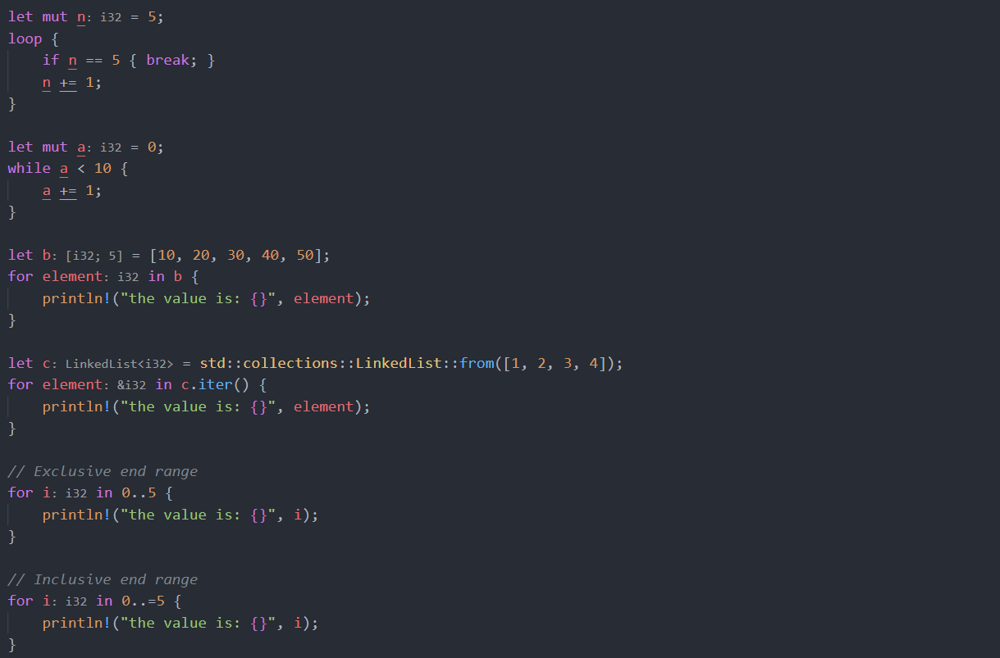 let mut n: i32 = 5;
loop {
    if n == 5 { break; }
    n += 1;
}

let mut a: i32 = 0;
while a < 10 {
    a += 1;
}

let b: [i32; 5] = [10, 20, 30, 40, 50];
for element: i32 in b {
    println!("the value is: {}", element);
}

let c: LinkedList<i32> = std::collections::LinkedList::from([1, 2, 3, 4]);
for element: &i32 in c.iter() {
    println!("the value is: {}", element);
}

// Exclusive end range
for i: i32 in 0..5 {
    println!("the value is: {}", i);
}

// Inclusive end range
for i: i32 in 0..=5 {
    println!("the value is: {}", i);
}